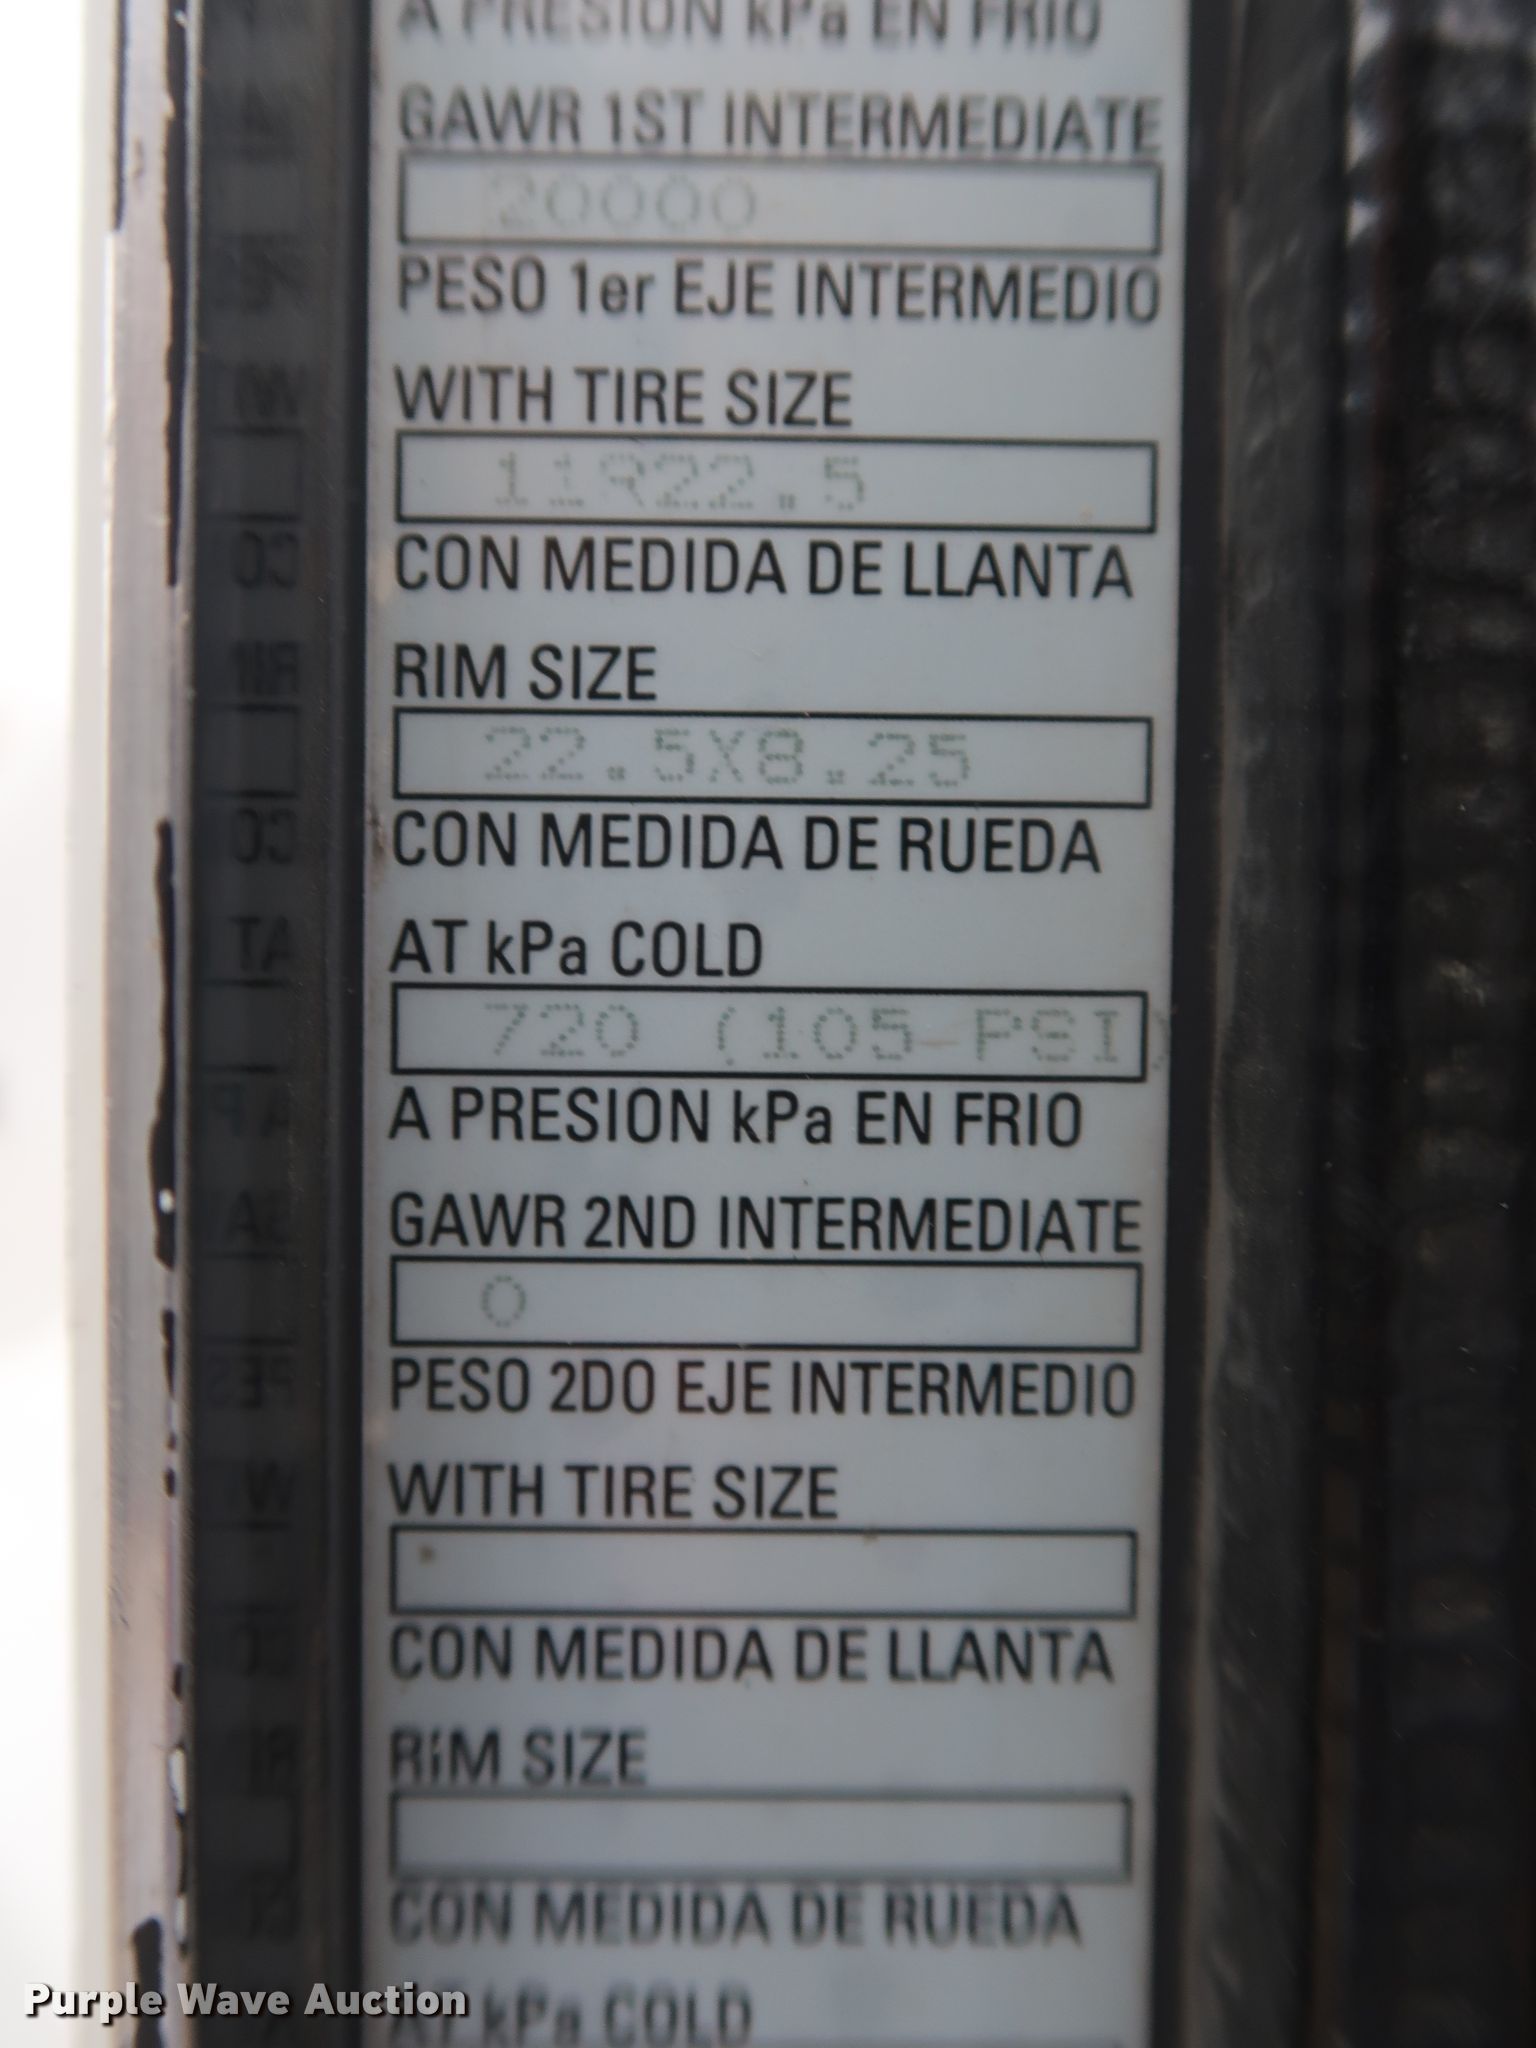 A PRESION kPa EN FRIO
GAWR 1ST INTERMEDIATE
20000
PESO 1er EJE INTERMEDIO
WITH TIRE SIZE
11R22.5
CON MEDIDA DE LLANTA
RIM SIZE
22.5X8.25
CON MEDIDA DE RUEDA
AT kPa COLD
720 (105 PSI)
A PRESION kPa EN FRIO
GAWR 2ND INTERMEDIATE
0
PESO 2DO EJE INTERMEDIO
WITH TIRE SIZE
CON MEDIDA DE LLANTA
RIM SIZE
CON MEDIDA DE RUEDA
AT kPa COLD
Purple Wave Auction